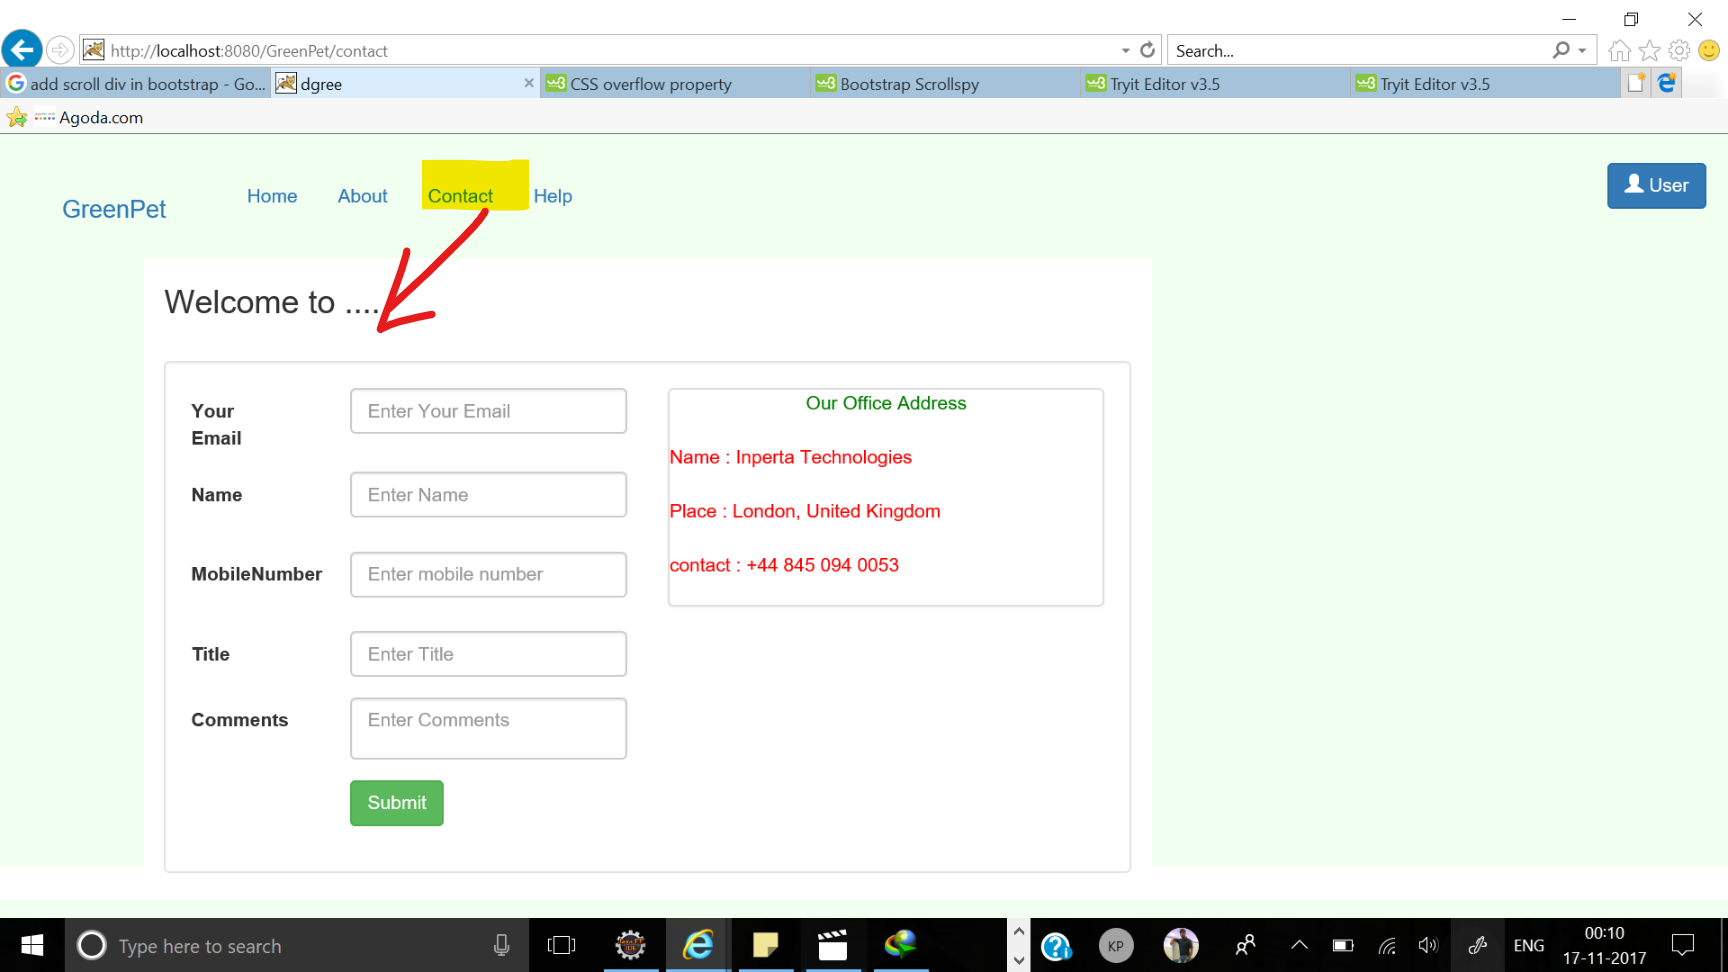 http://localhost:8080/GreenPet/contact
Search...
add scroll div in bootstrap - Go...
dgree
CSS overflow property
Bootstrap Scrollspy
Tryit Editor v3.5
Tryit Editor v3.5
Agoda.com
GreenPet
Home
About
Contact
Help
User
Welcome to ....
Your
Email
Enter Your Email
Name
Enter Name
MobileNumber
Enter mobile number
Title
Enter Title
Comments
Enter Comments
Submit
Our Office Address
Name : Inperta Technologies
Place : London, United Kingdom
contact : +44 845 094 0053
Type here to search
KP
ENG
00:10
17-11-2017